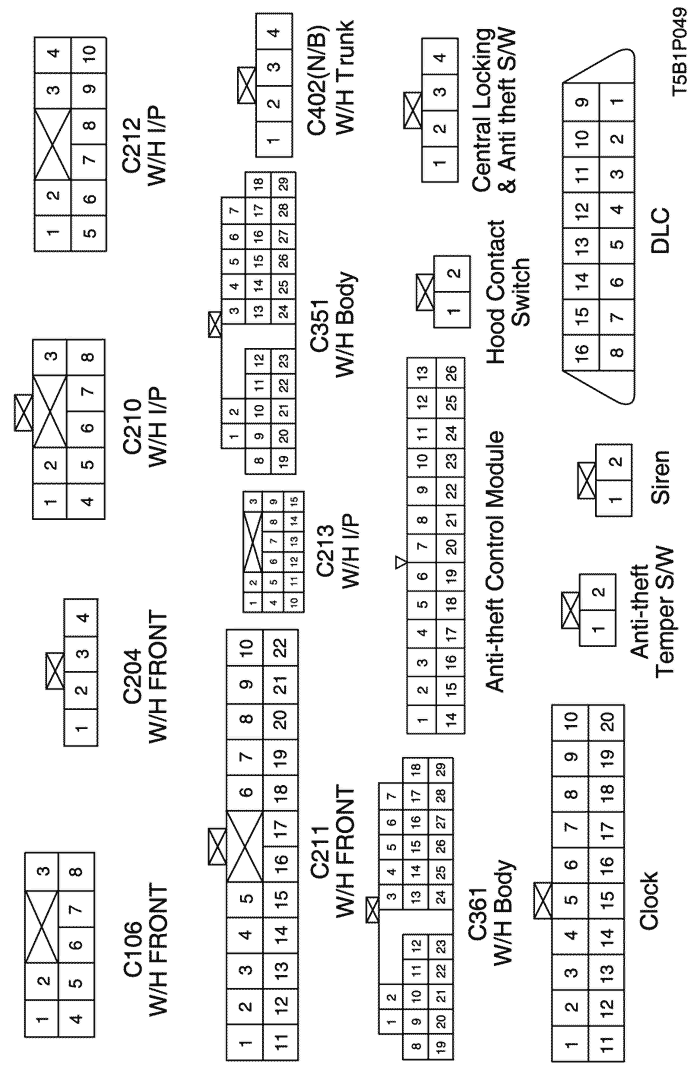 1 2 3
4 5 6 7 8
C106
W/H FRONT
1 2 3 4
C204
W/H FRONT
1 2 3
4 5 6 7 8
C210
W/H I/P
1 2 3 4
5 6 7 8 9 10
C212
W/H I/P
1 2 3 4 5 6 7 8 9 10
11 12 13 14 15 16 17 18 19 20 21 22
C211
W/H FRONT
1 2 3
4 5 6 7 8 9
10 11 12 13 14 15
C213
W/H I/P
1 2 3 4 5 6 7
8 9 10 11 12 13 14 15 16 17 18
19 20 21 22 23 24 25 26 27 28 29
C351
W/H Body
1 2 3 4
C402(N/B)
W/H Trunk
1 2 3 4 5 6 7
8 9 10 11 12 13 14 15 16 17 18
19 20 21 22 23 24 25 26 27 28 29
C361
W/H Body
1 2 3 4 5 6 7 8 9 10 11 12 13
14 15 16 17 18 19 20 21 22 23 24 25 26
Anti-theft Control Module
1 2
Hood Contact
Switch
1 2 3 4
Central Locking
& Anti theft S/W
1 2 3 4 5 6 7 8 9 10
11 12 13 14 15 16 17 18 19 20
Clock
1 2
Anti-theft
Temper S/W
1 2
Siren
16 15 14 13 12 11 10 9
8 7 6 5 4 3 2 1
DLC
T5B1P049